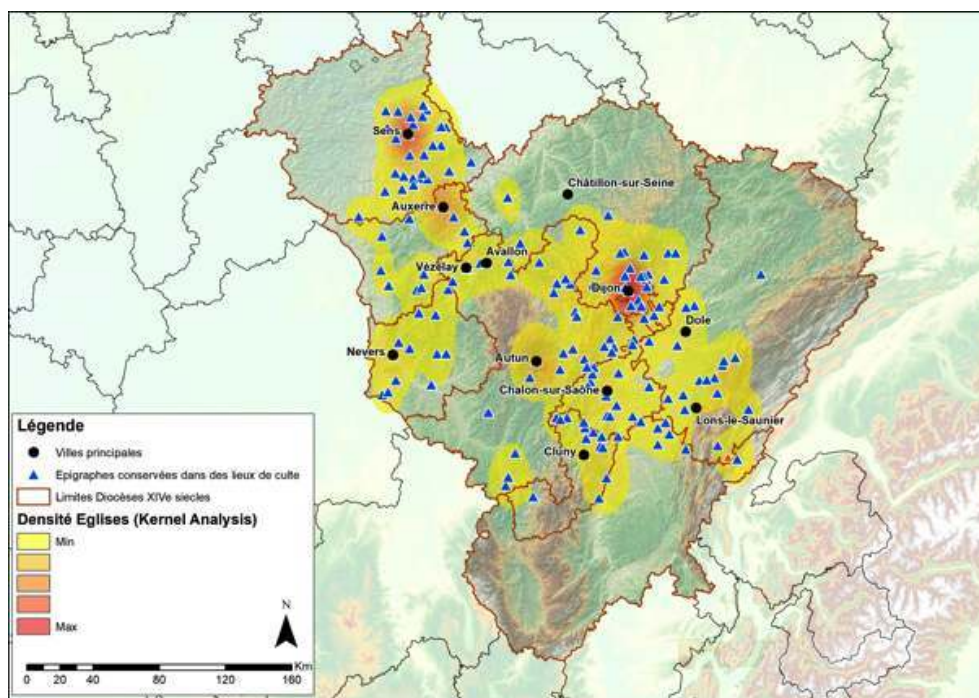 Sens
Châtillon-sur-Seine
Auxerre
Avallon
Vézelay
Dijon
Dole
Nevers
Autun
Chalon-sur-Saône
Lons-le-Saunier
Cluny
Légende
Villes principales
Epigraphes conservées dans des lieux de culte
Limites Diocèses XIVe siecles
Densité Eglises (Kernel Analysis)
Min
Max
N
Km
0 20 40 80 120 160